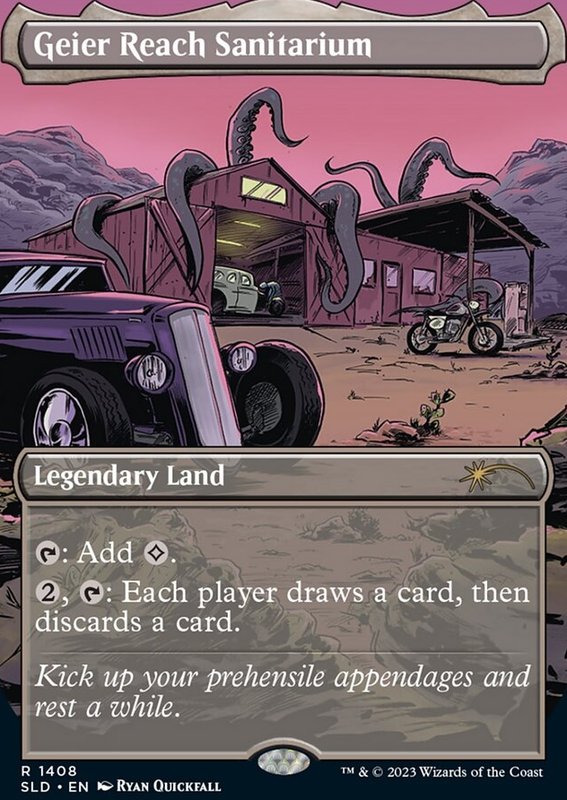 Geier Reach Sanitarium
Legendary Land
: Add .
2, : Each player draws a card, then
discards a card.
Kick up your prehensile appendages and
rest a while.
R 1408
SLD • EN Ryan Quickfall
™ & © 2023 Wizards of the Coast